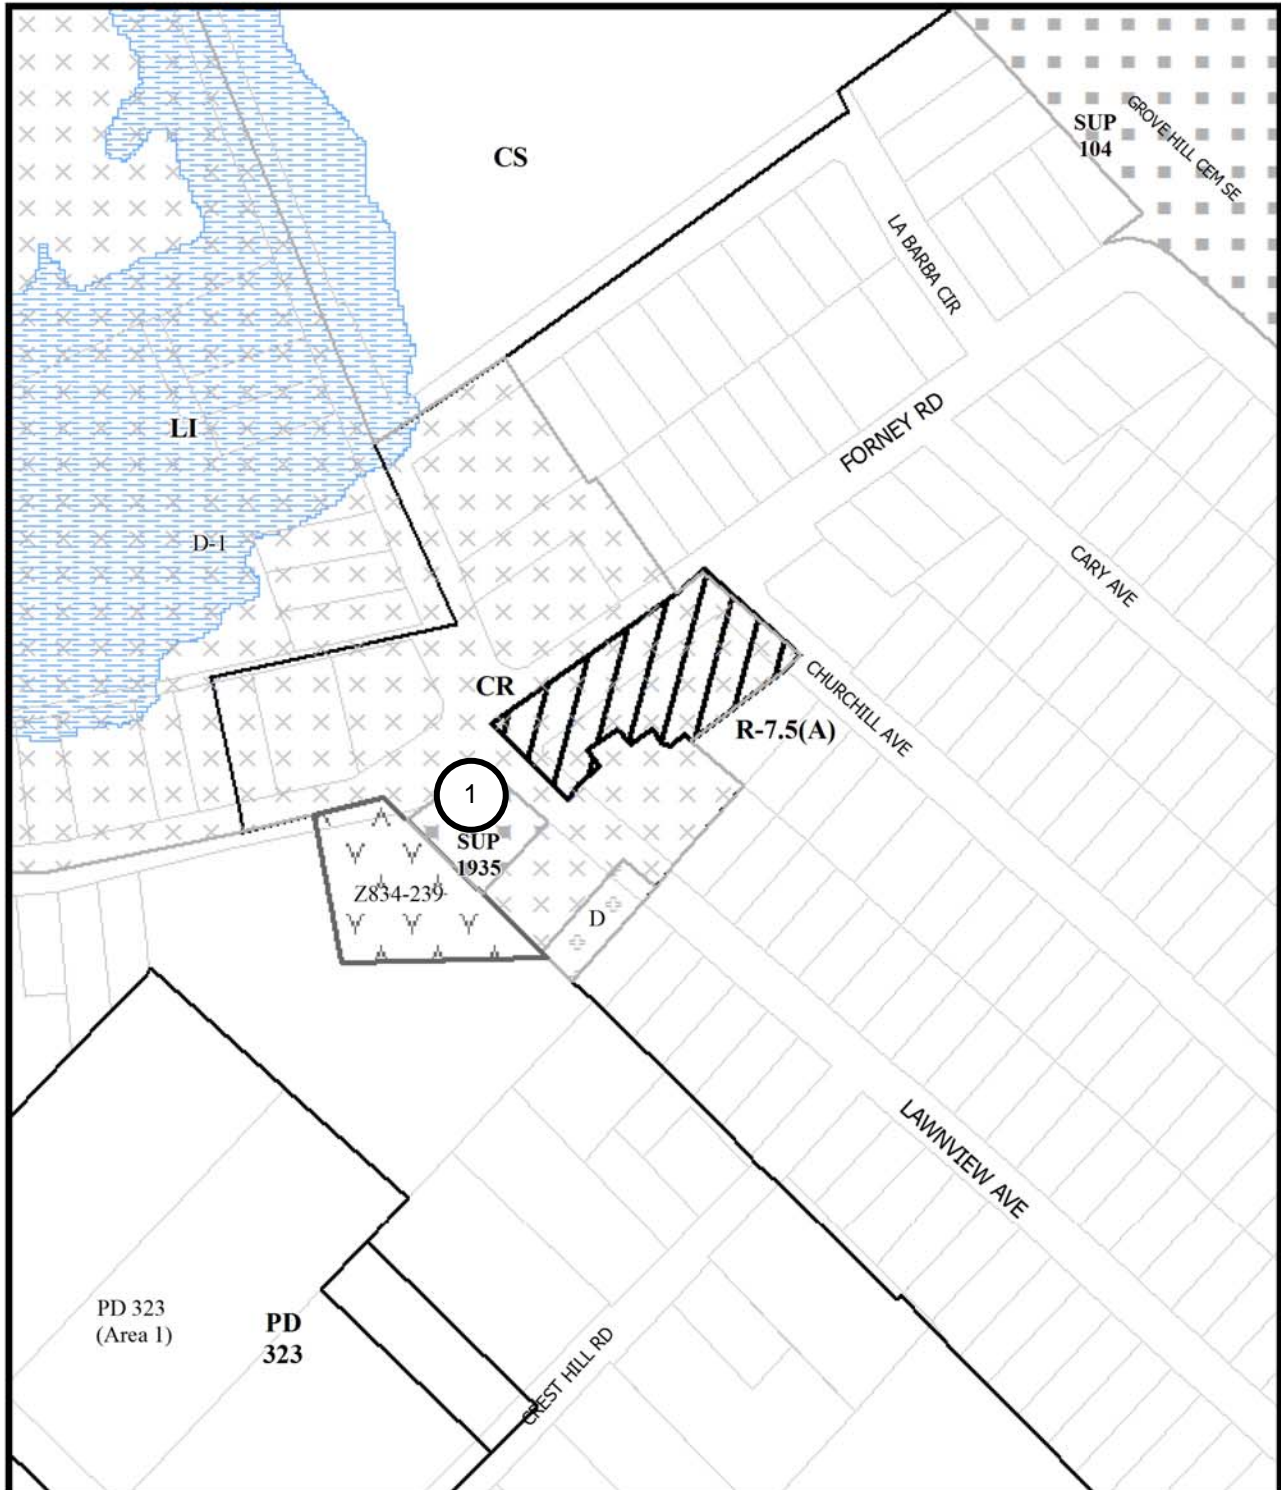 CS
SUP
104
GROVE HILL CEM SE
LA BARBA CIR
LI
FORNEY RD
D-1
CARY AVE
CR
CHURCHILL AVE
R-7.5(A)
1
SUP
1935
Z834-239
D
LAWNVIEW AVE
PD 323
(Area 1)
PD
323
CREST HILL RD